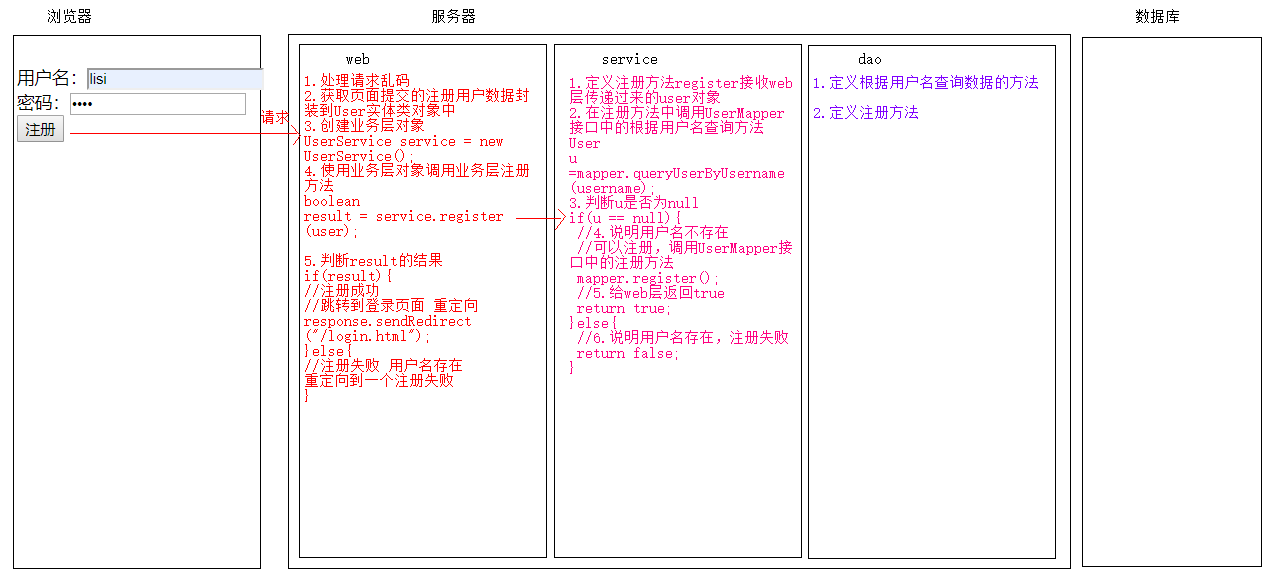 浏览器
服务器
数据库
用户名：lisi
密码：••••
注册
请求
web
1.处理请求乱码
2.获取页面提交的注册用户数据封
装到User实体类对象中
3.创建业务层对象
UserService service = new
UserService();
4.使用业务层对象调用业务层注册
方法
boolean
result = service.register
(user);
5.判断result的结果
if(result){
//注册成功
//跳转到登录页面 重定向
response.sendRedirect
("/login.html");
}else{
//注册失败 用户名存在
重定向到一个注册失败
}
service
1.定义注册方法register接收web
层传递过来的user对象
2.在注册方法中调用UserMapper
接口中的根据用户名查询方法
User
u
=mapper.queryUserByUsername
(username);
3.判断u是否为null
if(u == null){
//4.说明用户名不存在
//可以注册，调用UserMapper接
口中的注册方法
mapper.register();
//5.给web层返回true
return true;
}else{
//6.说明用户名存在，注册失败
return false;
}
dao
1.定义根据用户名查询数据的方法
2.定义注册方法